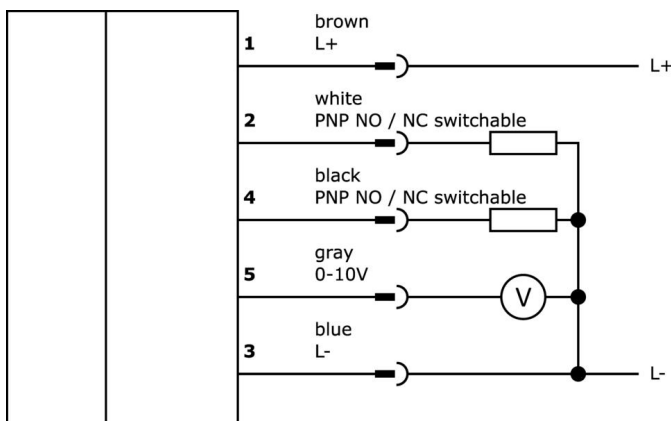 brown
1 L+
L+
white
2 PNP NO / NC switchable
black
4 PNP NO / NC switchable
gray
5 0-10V
V
blue
3 L-
L-